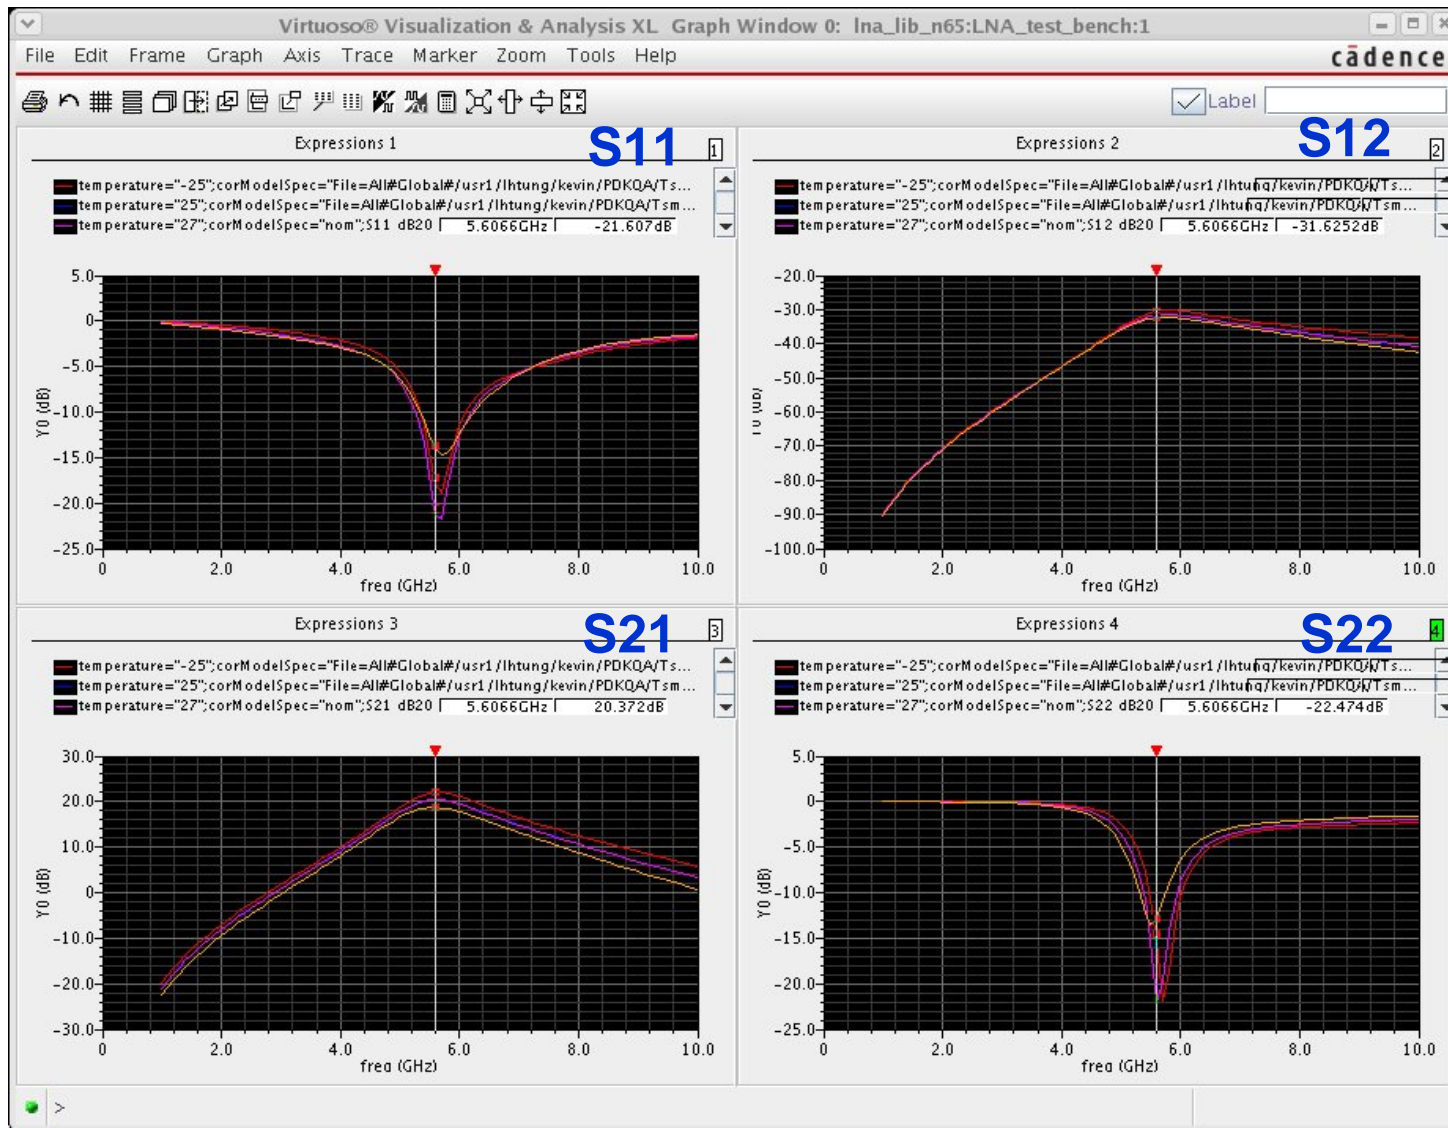 Virtuoso® Visualization & Analysis XL Graph Window 0: lna_lib_n65:LNA_test_bench:1
File Edit Frame Graph Axis Trace Marker Zoom Tools Help
cādence
Label
Expressions 1
S11
1
temperature="-25";corModelSpec="File=All#Global#/usr1/lhtung/kevin/PDKQA/Ts...
temperature="25";corModelSpec="File=All#Global#/usr1/lhtung/kevin/PDKQA/Tsm...
temperature="27";corModelSpec="nom";S11 dB20 5.6066GHz -21.607dB
5.0
0
-5.0
-10.0
-15.0
-20.0
-25.0
Y0 (dB)
0 2.0 4.0 6.0 8.0 10.0
freq (GHz)
Expressions 2
S12
2
temperature="-25";corModelSpec="File=All#Global#/usr1/lhtung/kevin/PDKQA/Ts...
temperature="25";corModelSpec="File=All#Global#/usr1/lhtung/kevin/PDKQA/Tsm...
temperature="27";corModelSpec="nom";S12 dB20 5.6066GHz -31.6252dB
-20.0
-30.0
-40.0
-50.0
-60.0
-70.0
-80.0
-90.0
-100.0
Y0 (dB)
0 2.0 4.0 6.0 8.0 10.0
freq (GHz)
Expressions 3
S21
3
temperature="-25";corModelSpec="File=All#Global#/usr1/lhtung/kevin/PDKQA/Ts...
temperature="25";corModelSpec="File=All#Global#/usr1/lhtung/kevin/PDKQA/Tsm...
temperature="27";corModelSpec="nom";S21 dB20 5.6066GHz 20.372dB
30.0
20.0
10.0
0
-10.0
-20.0
-30.0
Y0 (dB)
0 2.0 4.0 6.0 8.0 10.0
freq (GHz)
Expressions 4
S22
4
temperature="-25";corModelSpec="File=All#Global#/usr1/lhtung/kevin/PDKQA/Ts...
temperature="25";corModelSpec="File=All#Global#/usr1/lhtung/kevin/PDKQA/Tsm...
temperature="27";corModelSpec="nom";S22 dB20 5.6066GHz -22.474dB
5.0
0
-5.0
-10.0
-15.0
-20.0
-25.0
Y0 (dB)
0 2.0 4.0 6.0 8.0 10.0
freq (GHz)
>